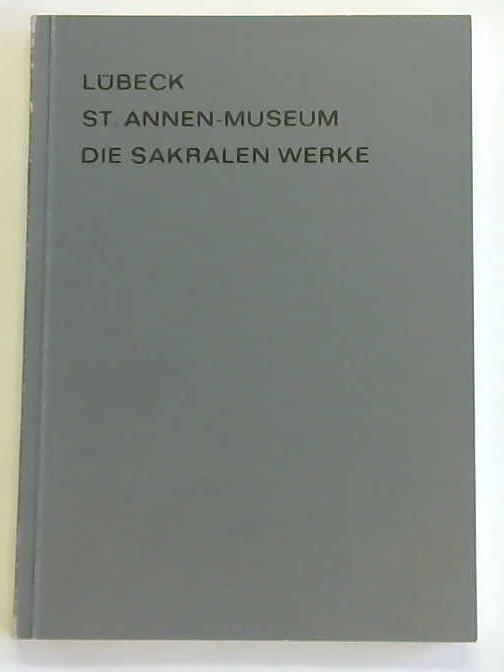 LÜBECK
ST. ANNEN-MUSEUM
DIE SAKRALEN WERKE